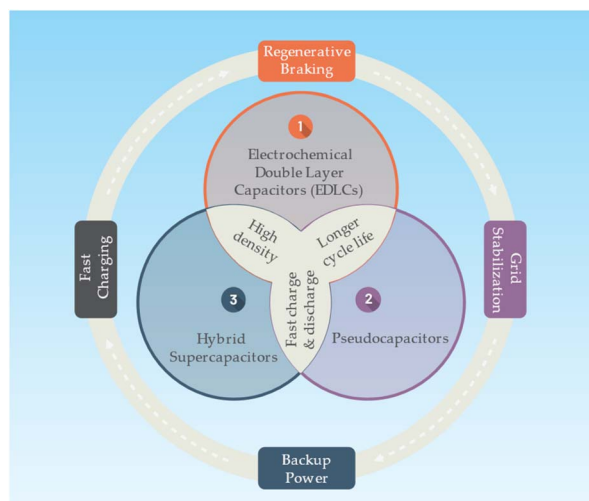 Regenerative
Braking
1
Electrochemical
Double Layer
Capacitors (EDLCs)
High
density
Longer
cycle life
Fast
Charging
Grid
Stabilization
3
Fast charge
& discharge
2
Hybrid
Supercapacitors
Pseudocapacitors
Backup
Power